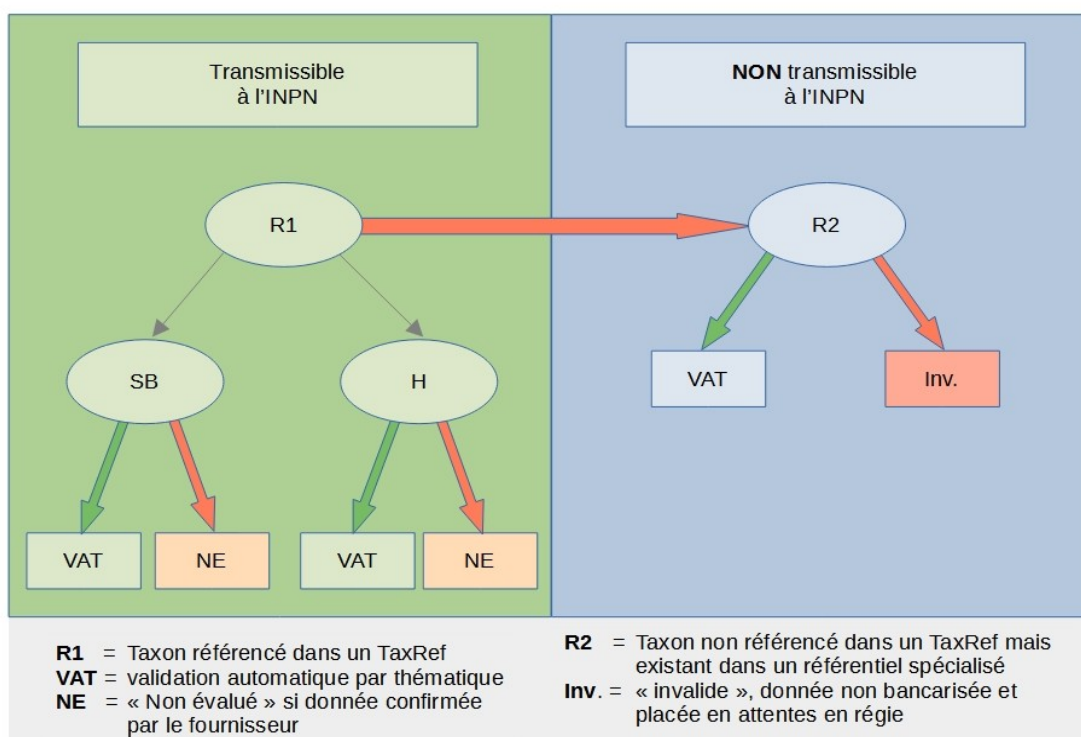 Transmissible
à l’INPN
NON transmissible
à l’INPN
R1
R2
SB
H
VAT
Inv.
VAT
NE
VAT
NE
R1 = Taxon référencé dans un TaxRef
VAT = validation automatique par thématique
NE = « Non évalué » si donnée confirmée
par le fournisseur
R2 = Taxon non référencé dans un TaxRef mais
existant dans un référentiel spécialisé
Inv. = « invalide », donnée non bancarisée et
placée en attentes en régie